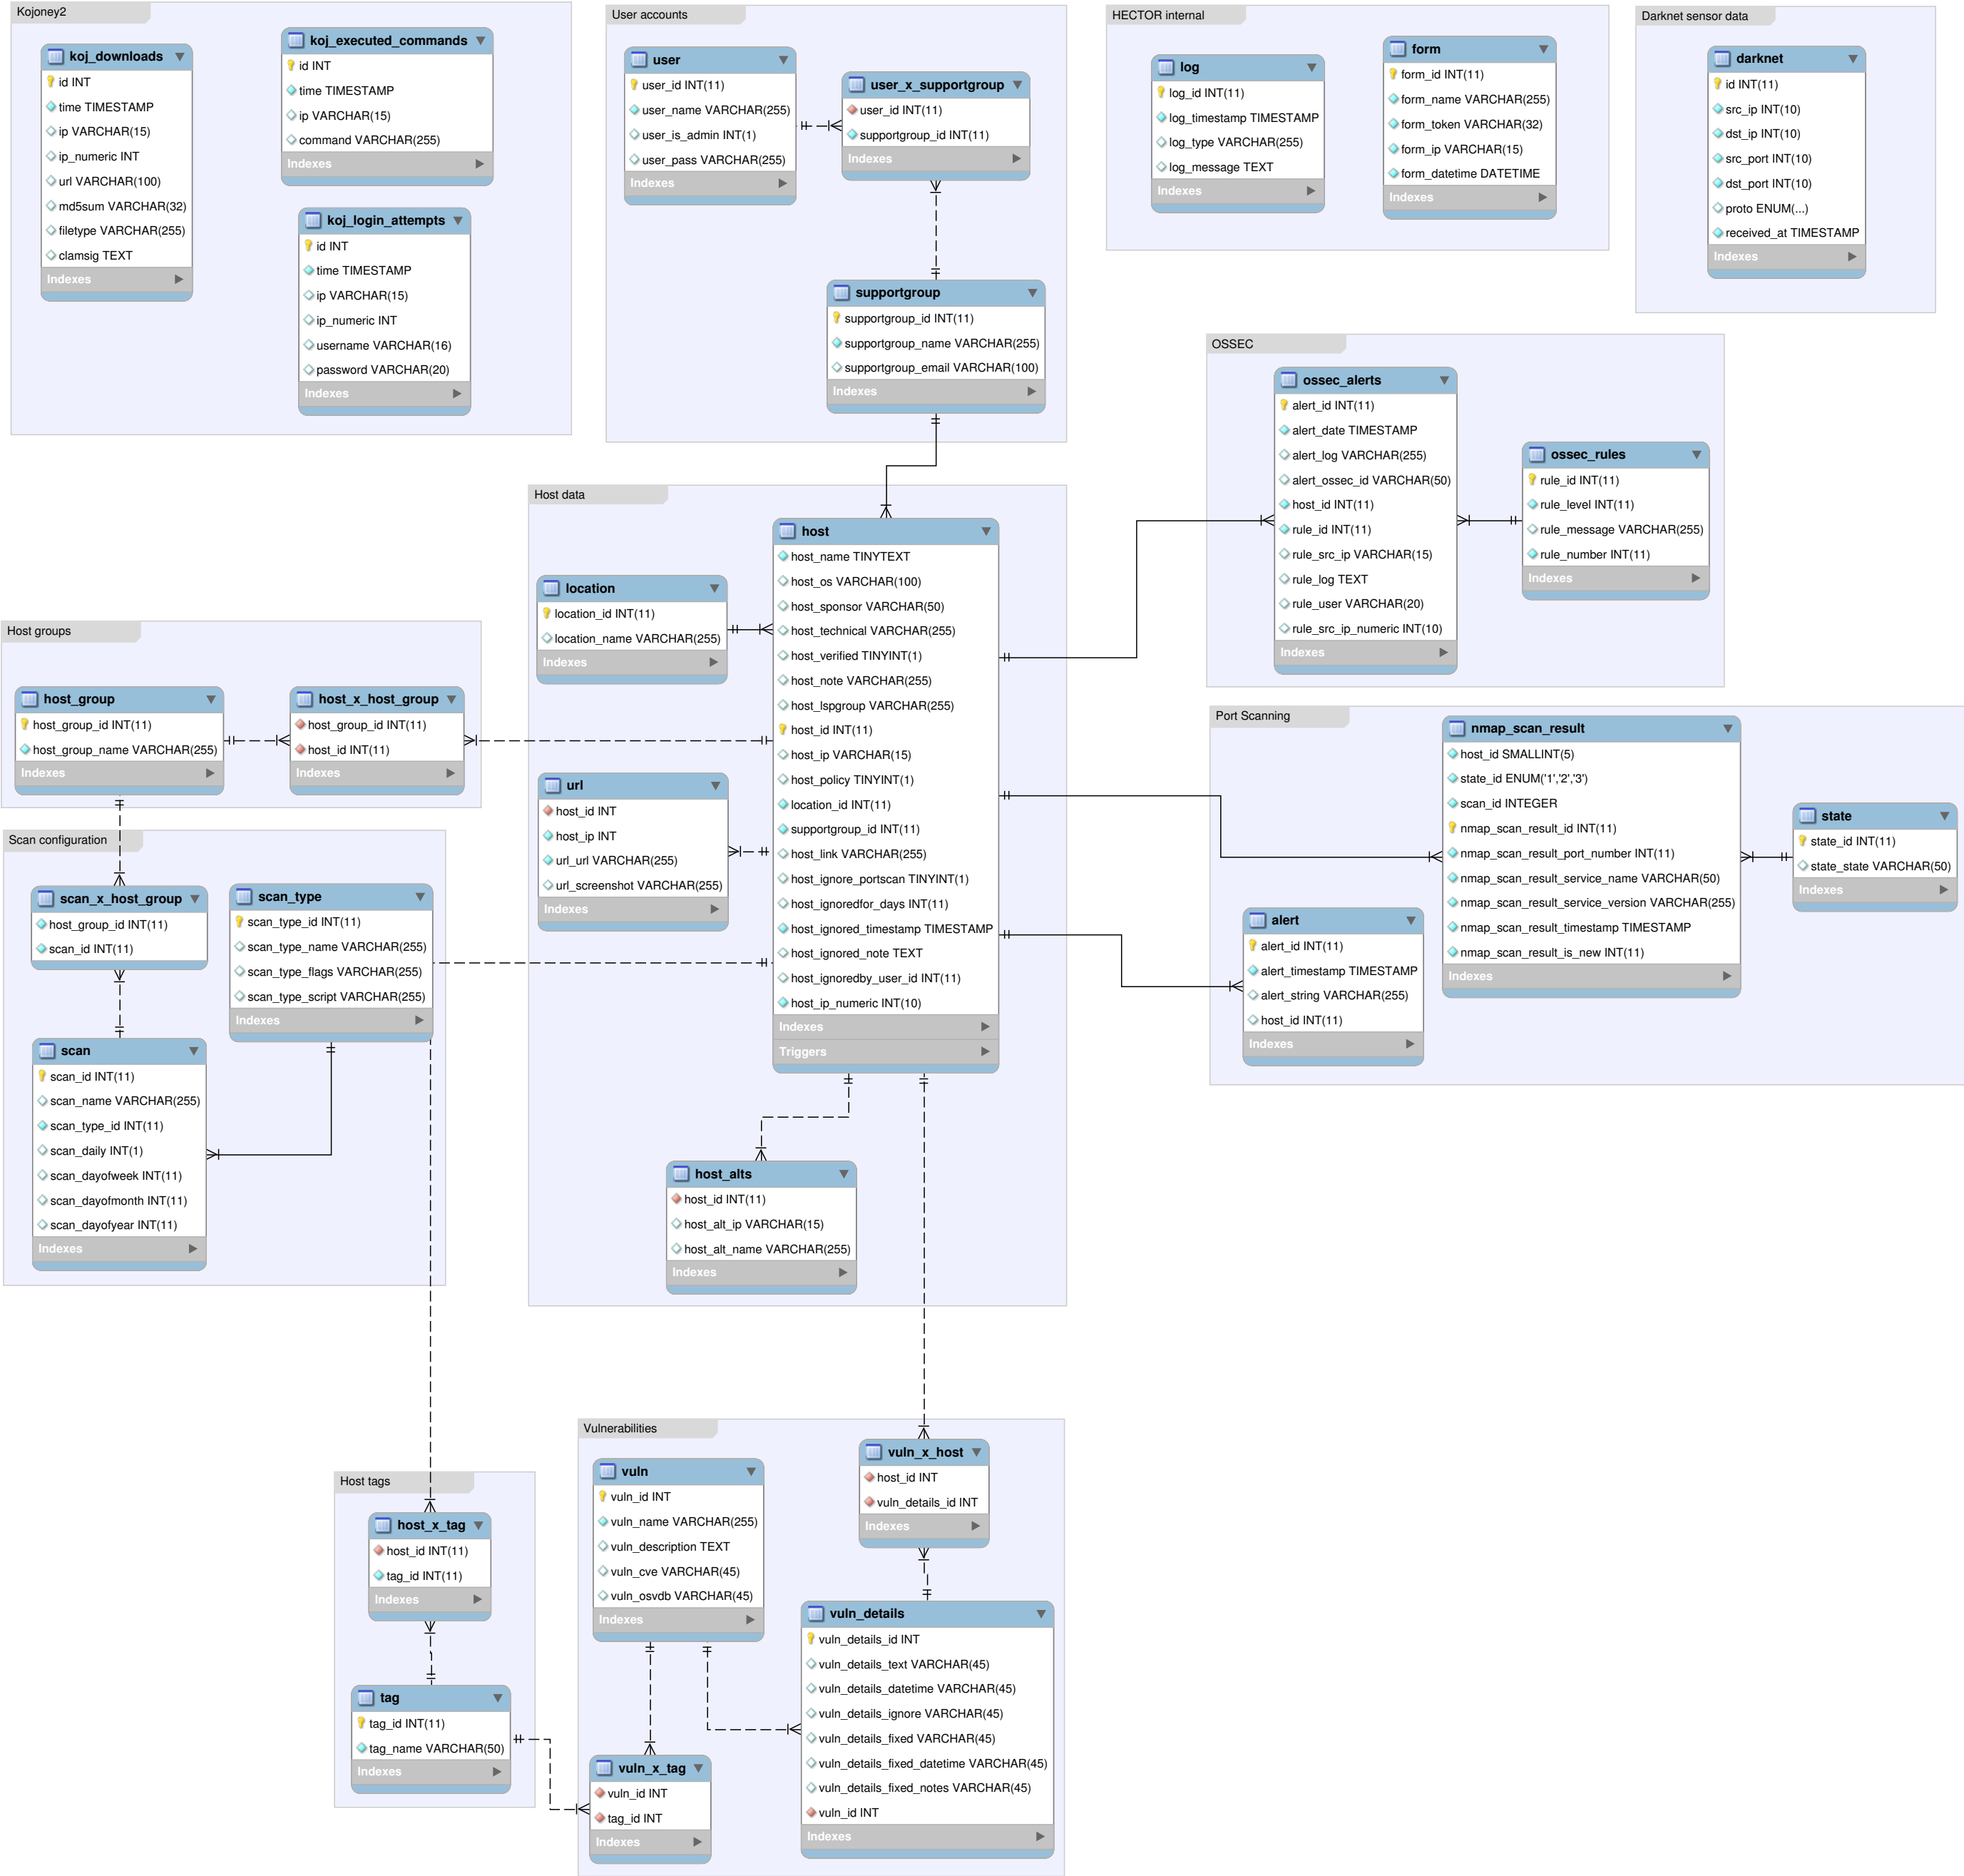 Kojoney2
koj_downloads
id INT
time TIMESTAMP
ip VARCHAR(15)
ip_numeric INT
url VARCHAR(100)
md5sum VARCHAR(32)
filetype VARCHAR(255)
clamsig TEXT
Indexes
koj_executed_commands
id INT
time TIMESTAMP
ip VARCHAR(15)
command VARCHAR(255)
Indexes
koj_login_attempts
id INT
time TIMESTAMP
ip VARCHAR(15)
ip_numeric INT
username VARCHAR(16)
password VARCHAR(20)
Indexes
User accounts
user
user_id INT(11)
user_name VARCHAR(255)
user_is_admin INT(1)
user_pass VARCHAR(255)
Indexes
user_x_supportgroup
user_id INT(11)
supportgroup_id INT(11)
Indexes
supportgroup
supportgroup_id INT(11)
supportgroup_name VARCHAR(255)
supportgroup_email VARCHAR(100)
Indexes
HECTOR internal
log
log_id INT(11)
log_timestamp TIMESTAMP
log_type VARCHAR(255)
log_message TEXT
Indexes
form
form_id INT(11)
form_name VARCHAR(255)
form_token VARCHAR(32)
form_ip VARCHAR(15)
form_datetime DATETIME
Indexes
Darknet sensor data
darknet
id INT(11)
src_ip INT(10)
dst_ip INT(10)
src_port INT(10)
dst_port INT(10)
proto ENUM(...)
received_at TIMESTAMP
Indexes
OSSEC
ossec_alerts
alert_id INT(11)
alert_date TIMESTAMP
alert_log VARCHAR(255)
alert_ossec_id VARCHAR(50)
host_id INT(11)
rule_id INT(11)
rule_src_ip VARCHAR(15)
rule_log TEXT
rule_user VARCHAR(20)
rule_src_ip_numeric INT(10)
Indexes
ossec_rules
rule_id INT(11)
rule_level INT(11)
rule_message VARCHAR(255)
rule_number INT(11)
Indexes
Host data
host
host_name TINYTEXT
host_os VARCHAR(100)
host_sponsor VARCHAR(50)
host_technical VARCHAR(255)
host_verified TINYINT(1)
host_note VARCHAR(255)
host_lspgroup VARCHAR(255)
host_id INT(11)
host_ip VARCHAR(15)
host_policy TINYINT(1)
location_id INT(11)
supportgroup_id INT(11)
host_link VARCHAR(255)
host_ignore_portscan TINYINT(1)
host_ignoredfor_days INT(11)
host_ignored_timestamp TIMESTAMP
host_ignored_note TEXT
host_ignoredby_user_id INT(11)
host_ip_numeric INT(10)
Indexes
Triggers
location
location_id INT(11)
location_name VARCHAR(255)
Indexes
url
host_id INT
host_ip INT
url_url VARCHAR(255)
url_screenshot VARCHAR(255)
Indexes
host_alts
host_id INT(11)
host_alt_ip VARCHAR(15)
host_alt_name VARCHAR(255)
Indexes
Host groups
host_group
host_group_id INT(11)
host_group_name VARCHAR(255)
Indexes
host_x_host_group
host_group_id INT(11)
host_id INT(11)
Indexes
Scan configuration
scan_x_host_group
host_group_id INT(11)
scan_id INT(11)
Indexes
scan_type
scan_type_id INT(11)
scan_type_name VARCHAR(255)
scan_type_flags VARCHAR(255)
scan_type_script VARCHAR(255)
Indexes
scan
scan_id INT(11)
scan_name VARCHAR(255)
scan_type_id INT(11)
scan_daily INT(1)
scan_dayofweek INT(11)
scan_dayofmonth INT(11)
scan_dayofyear INT(11)
Indexes
Port Scanning
nmap_scan_result
host_id SMALLINT(5)
state_id ENUM('1','2','3')
scan_id INTEGER
nmap_scan_result_id INT(11)
nmap_scan_result_port_number INT(11)
nmap_scan_result_service_name VARCHAR(50)
nmap_scan_result_service_version VARCHAR(255)
nmap_scan_result_timestamp TIMESTAMP
nmap_scan_result_is_new INT(11)
Indexes
state
state_id INT(11)
state_state VARCHAR(50)
Indexes
alert
alert_id INT(11)
alert_timestamp TIMESTAMP
alert_string VARCHAR(255)
host_id INT(11)
Indexes
Host tags
host_x_tag
host_id INT(11)
tag_id INT(11)
Indexes
tag
tag_id INT(11)
tag_name VARCHAR(50)
Indexes
Vulnerabilities
vuln
vuln_id INT
vuln_name VARCHAR(255)
vuln_description TEXT
vuln_cve VARCHAR(45)
vuln_osvdb VARCHAR(45)
Indexes
vuln_x_host
host_id INT
vuln_details_id INT
Indexes
vuln_details
vuln_details_id INT
vuln_details_text VARCHAR(45)
vuln_details_datetime VARCHAR(45)
vuln_details_ignore VARCHAR(45)
vuln_details_fixed VARCHAR(45)
vuln_details_fixed_datetime VARCHAR(45)
vuln_details_fixed_notes VARCHAR(45)
vuln_id INT
Indexes
vuln_x_tag
vuln_id INT
tag_id INT
Indexes